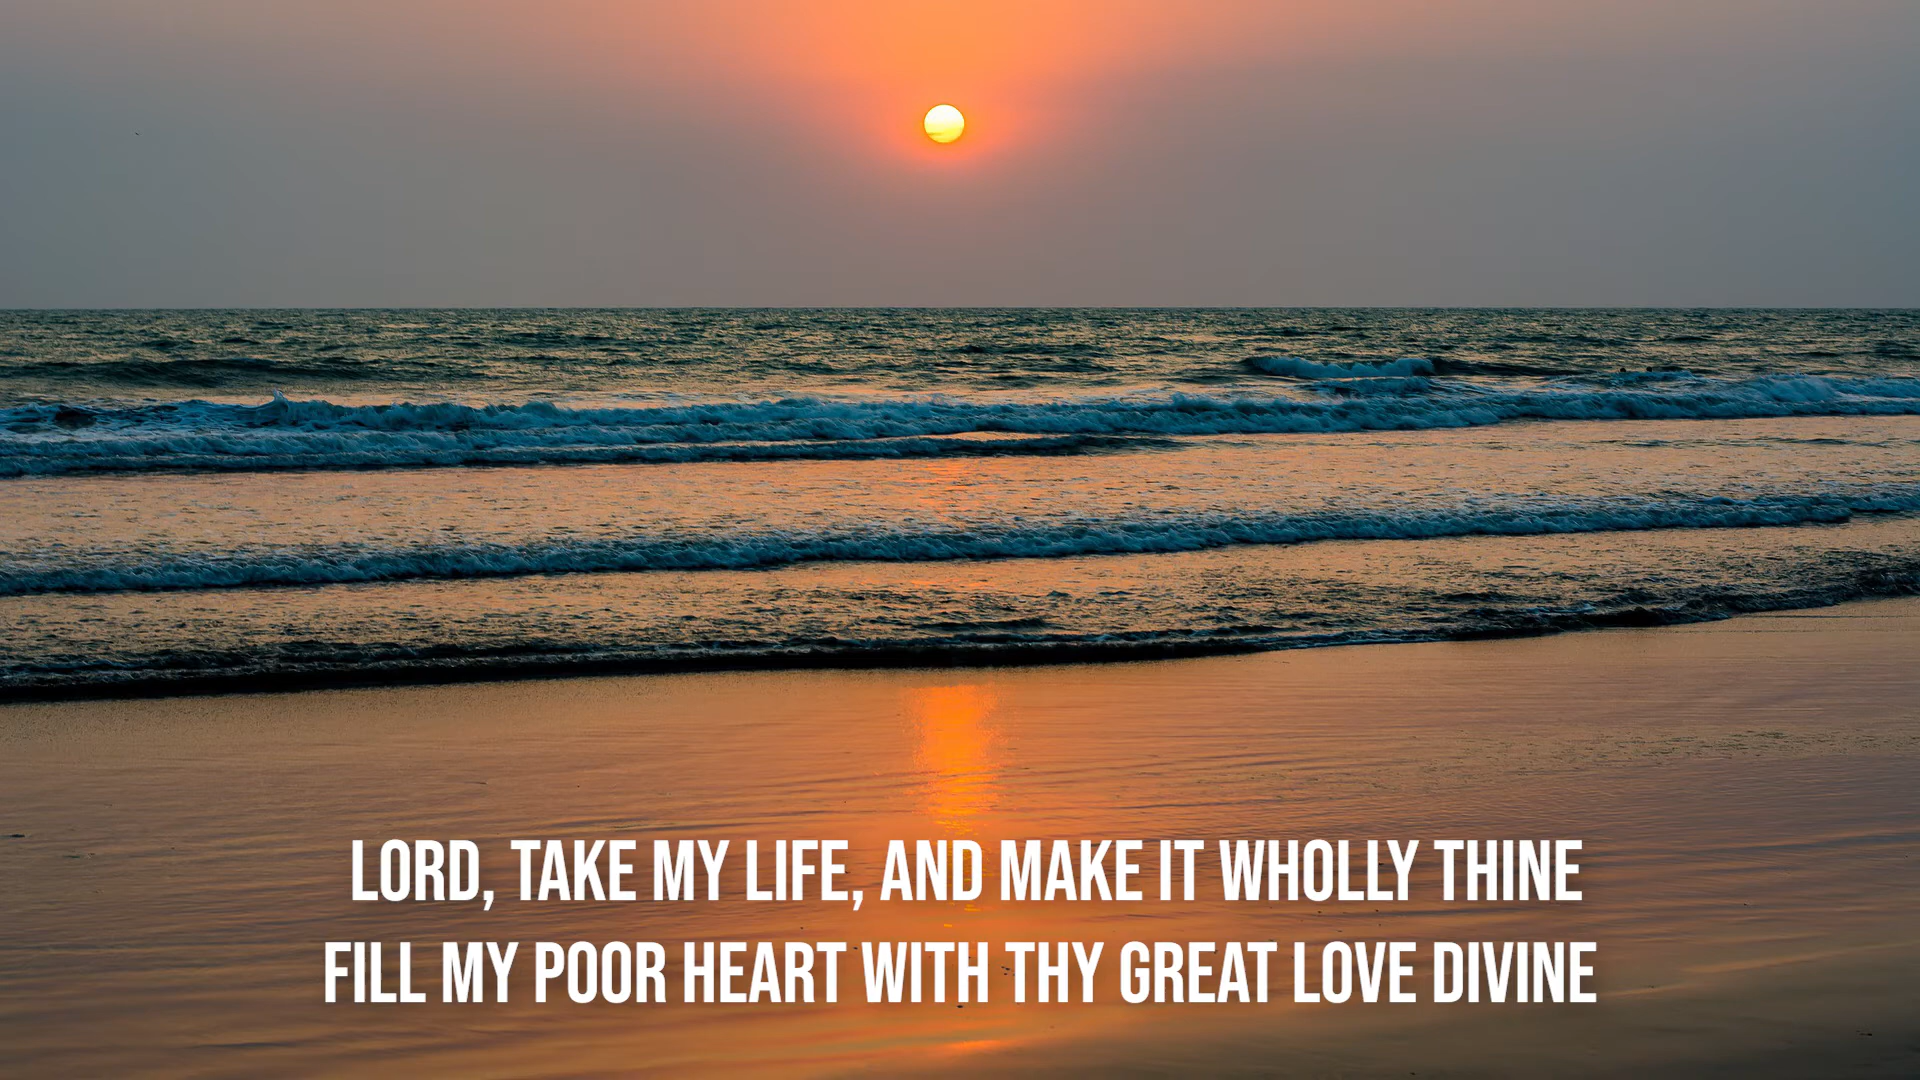 LORD, TAKE MY LIFE, AND MAKE IT WHOLLY THINE
FILL MY POOR HEART WITH THY GREAT LOVE DIVINE